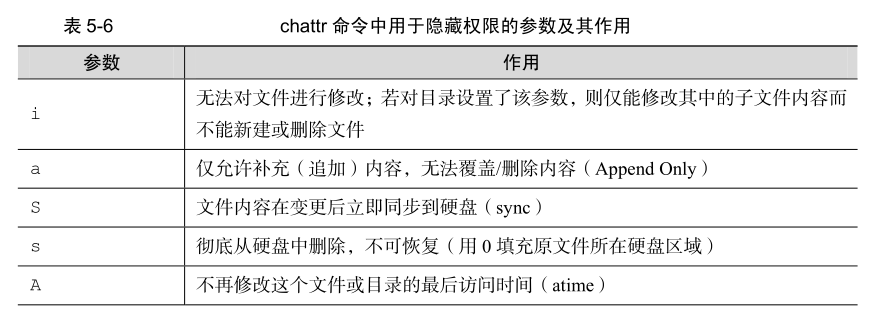 表 5-6 chattr 命令中用于隐藏权限的参数及其作用
参数 作用
i 无法对文件进行修改；若对目录设置了该参数，则仅能修改其中的子文件内容而
不能新建或删除文件
a 仅允许补充（追加）内容，无法覆盖/删除内容（Append Only）
S 文件内容在变更后立即同步到硬盘（sync）
s 彻底从硬盘中删除，不可恢复（用 0 填充原文件所在硬盘区域）
A 不再修改这个文件或目录的最后访问时间（atime）